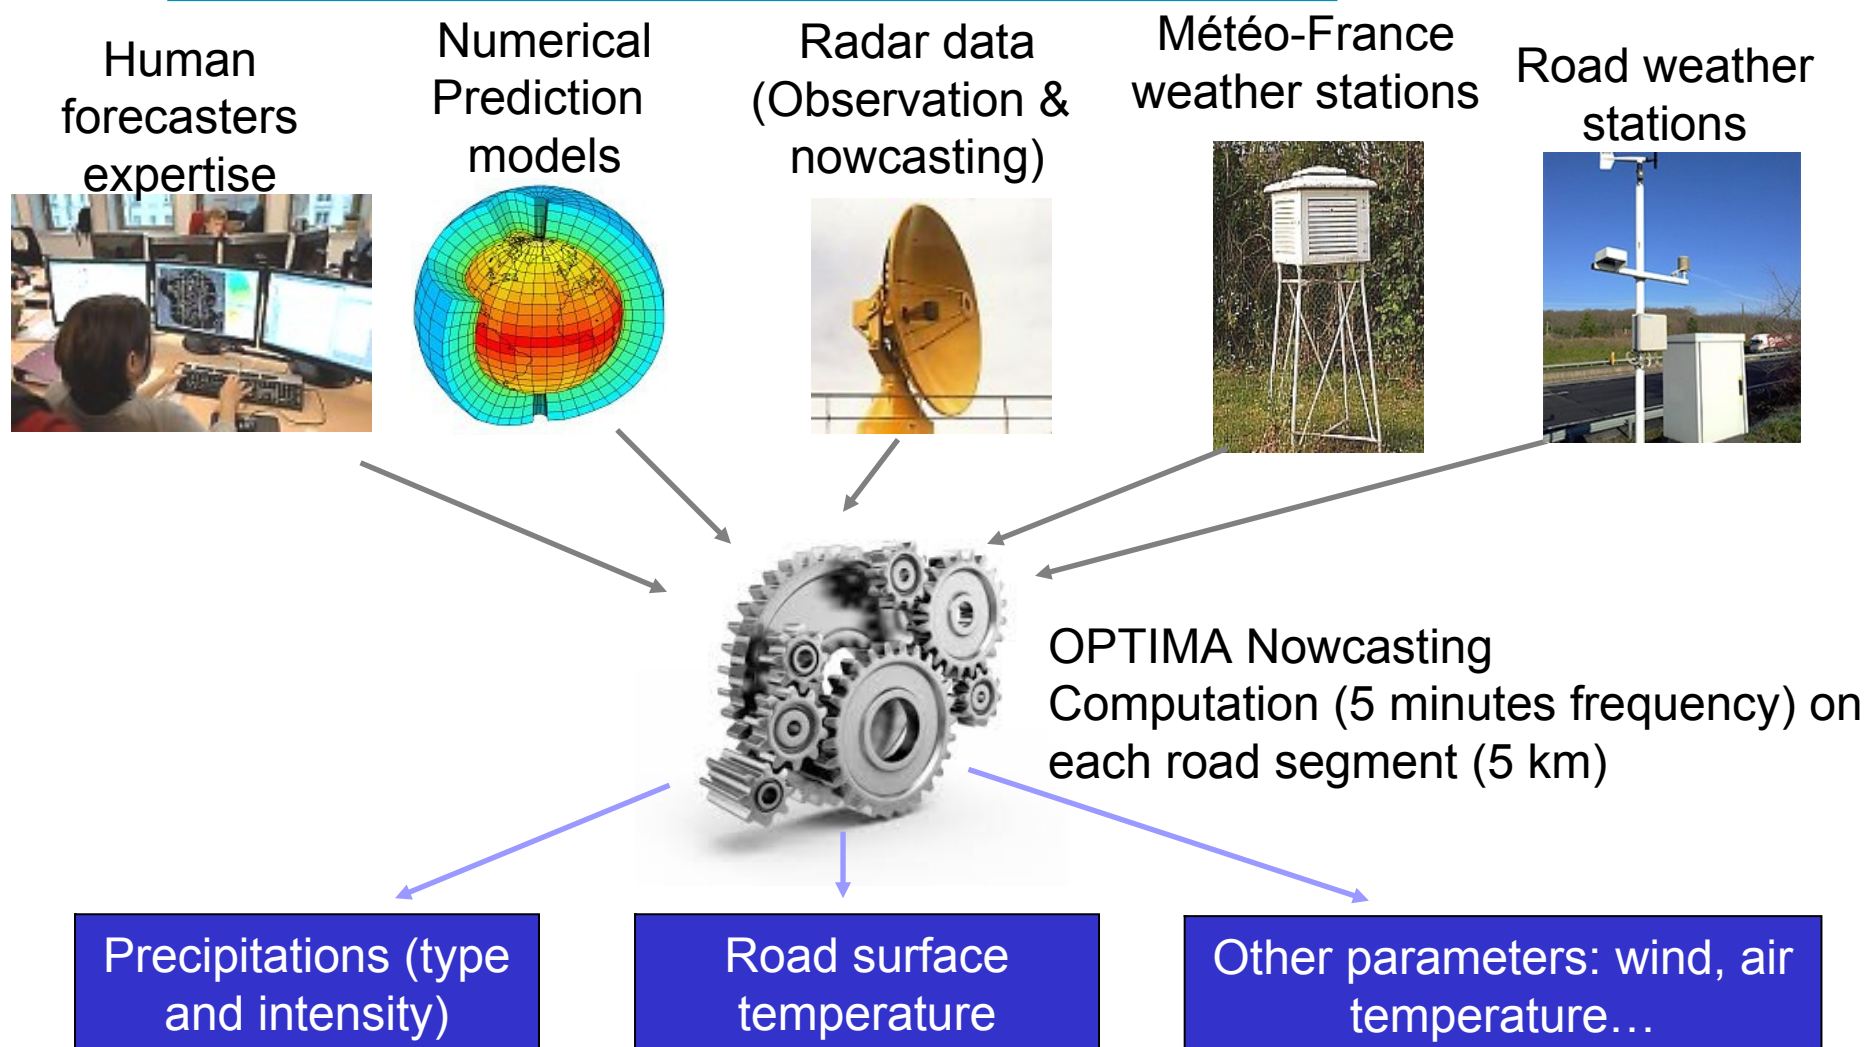 Human
forecasters
expertise
Numerical
Prediction
models
Radar data
(Observation &
nowcasting)
Météo-France
weather stations
Road weather
stations
OPTIMA Nowcasting
Computation (5 minutes frequency) on
each road segment (5 km)
Precipitations (type
and intensity)
Road surface
temperature
Other parameters: wind, air
temperature…